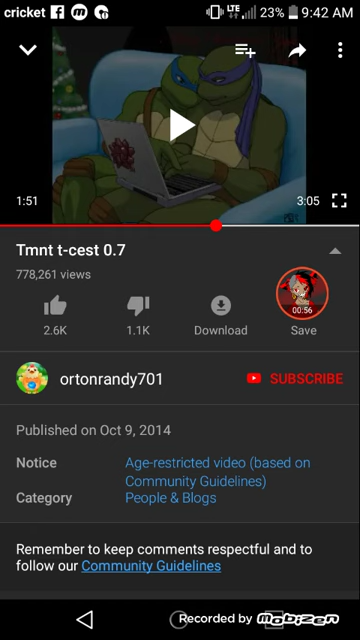 cricket LTE 23% 9:42 AM
1:51 3:05
Tmnt t-cest 0.7
778,261 views
00:56
2.6K 1.1K Download Save
ortonrandy701 SUBSCRIBE
Published on Oct 9, 2014
Notice Age-restricted video (based on
Community Guidelines)
Category People & Blogs
Remember to keep comments respectful and to
follow our Community Guidelines
Recorded by Mobizen